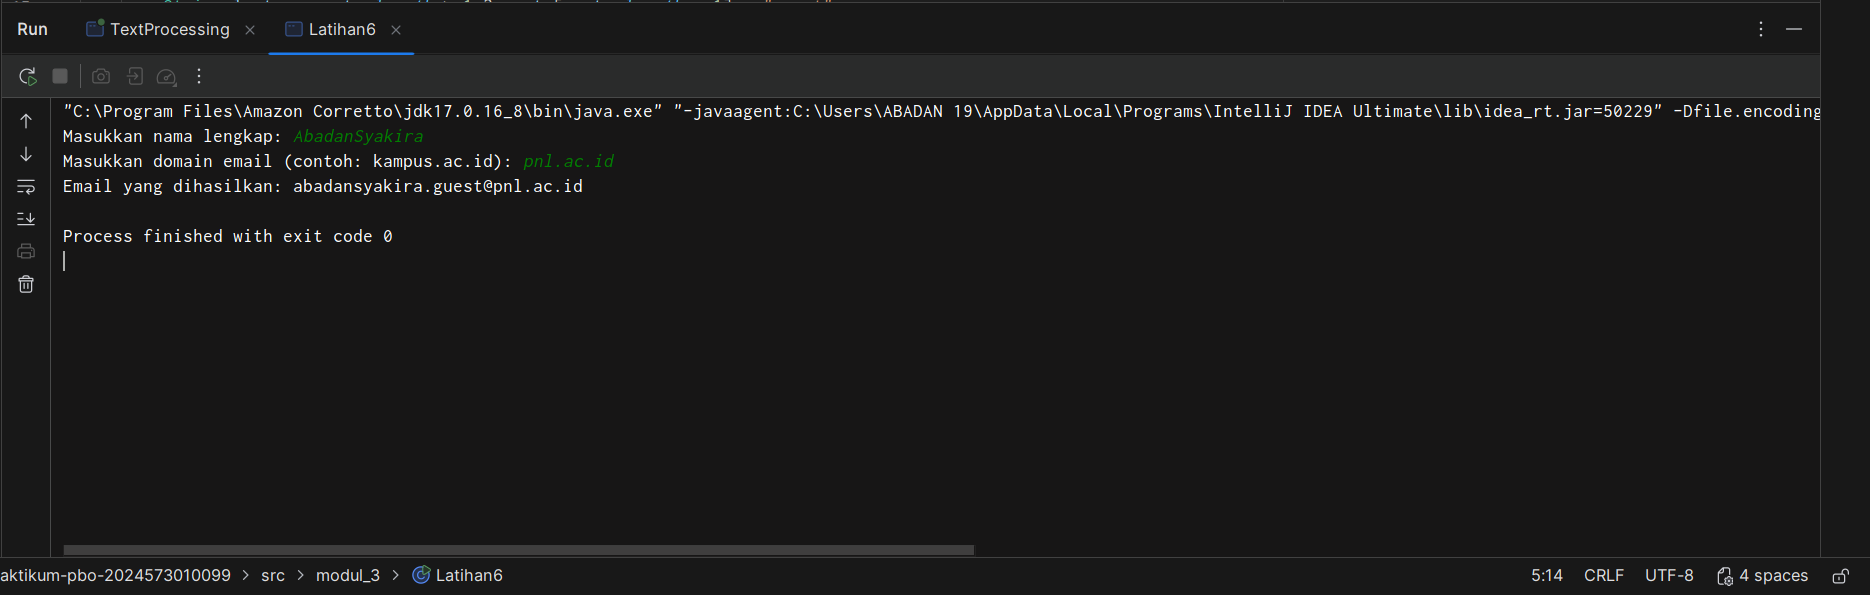 Run TextProcessing Latihan6
"C:\Program Files\Amazon Corretto\jdk17.0.16_8\bin\java.exe" "-javaagent:C:\Users\ABADAN 19\AppData\Local\Programs\IntelliJ IDEA Ultimate\lib\idea_rt.jar=50229" -Dfile.encoding
Masukkan nama lengkap: AbadanSyakira
Masukkan domain email (contoh: kampus.ac.id): pnl.ac.id
Email yang dihasilkan: abadansyakira.guest@pnl.ac.id
Process finished with exit code 0
aktikum-pbo-2024573010099 > src > modul_3 > Latihan6 5:14 CRLF UTF-8 4 spaces